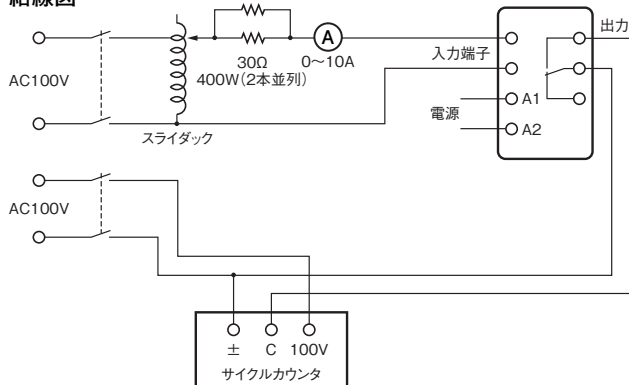 結線図
AC100V
30Ω
400W(2本並列)
A
0～10A
スライダック
入力端子
電源
A1
A2
出力
AC100V
± C 100V
サイクルカウンタ